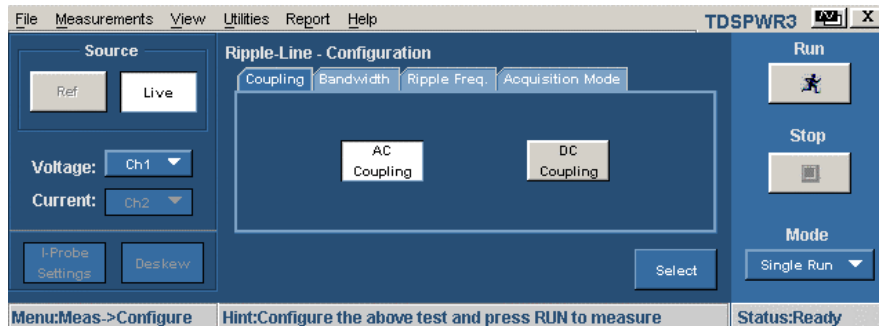 File Measurements View Utilities Report Help TDSPWR3 X
Source
Ref Live
Voltage: Ch1
Current: Ch2
I-Probe
Settings
Deskew
Ripple-Line - Configuration
Coupling Bandwidth Ripple Freq. Acquisition Mode
AC
Coupling
DC
Coupling
Select
Run
Stop
Mode
Single Run
Menu:Meas->Configure Hint:Configure the above test and press RUN to measure Status:Ready